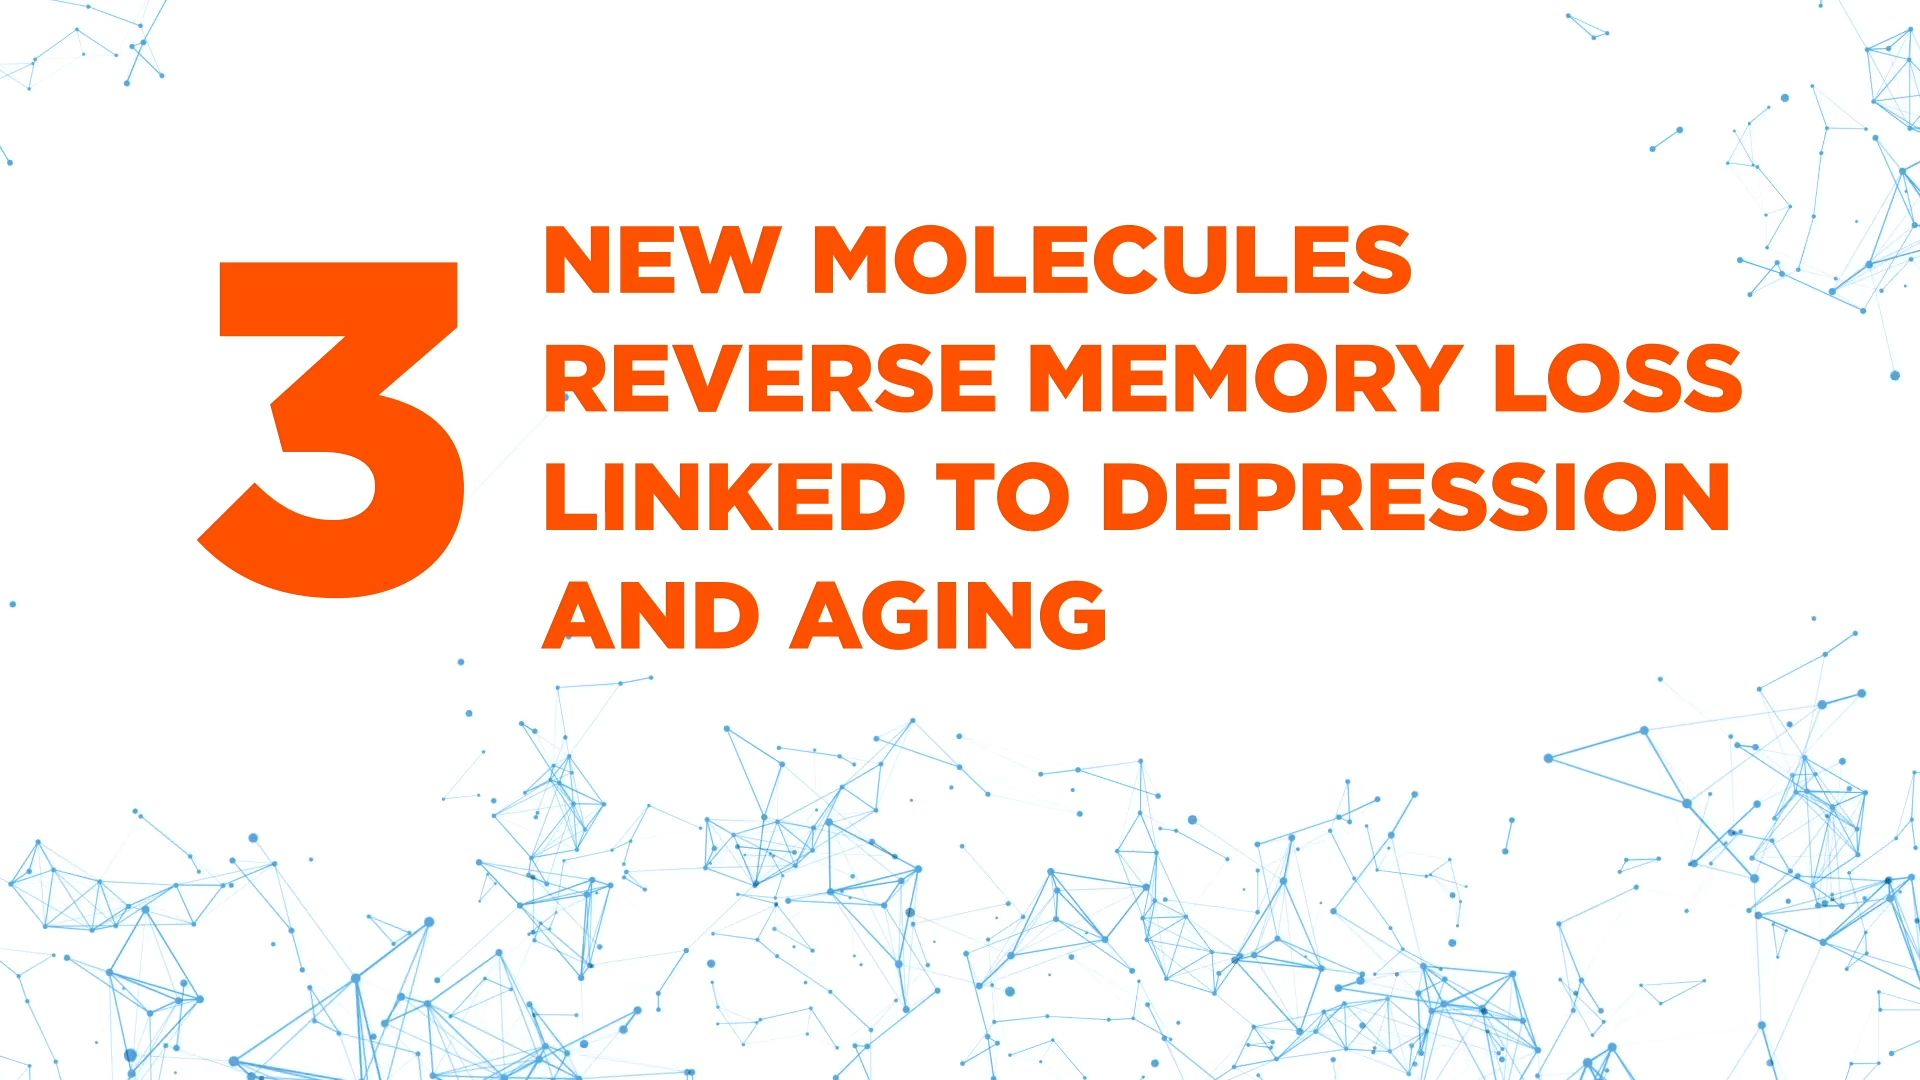 3
NEW MOLECULES
REVERSE MEMORY LOSS
LINKED TO DEPRESSION
AND AGING